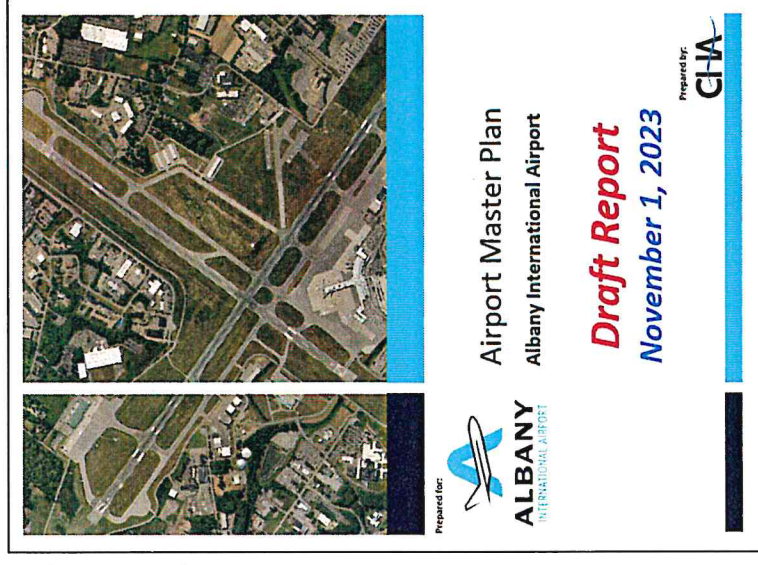 Prepared for:
ALBANY
INTERNATIONAL AIRPORT
Airport Master Plan
Albany International Airport
Draft Report
November 1, 2023
Prepared by:
CHA